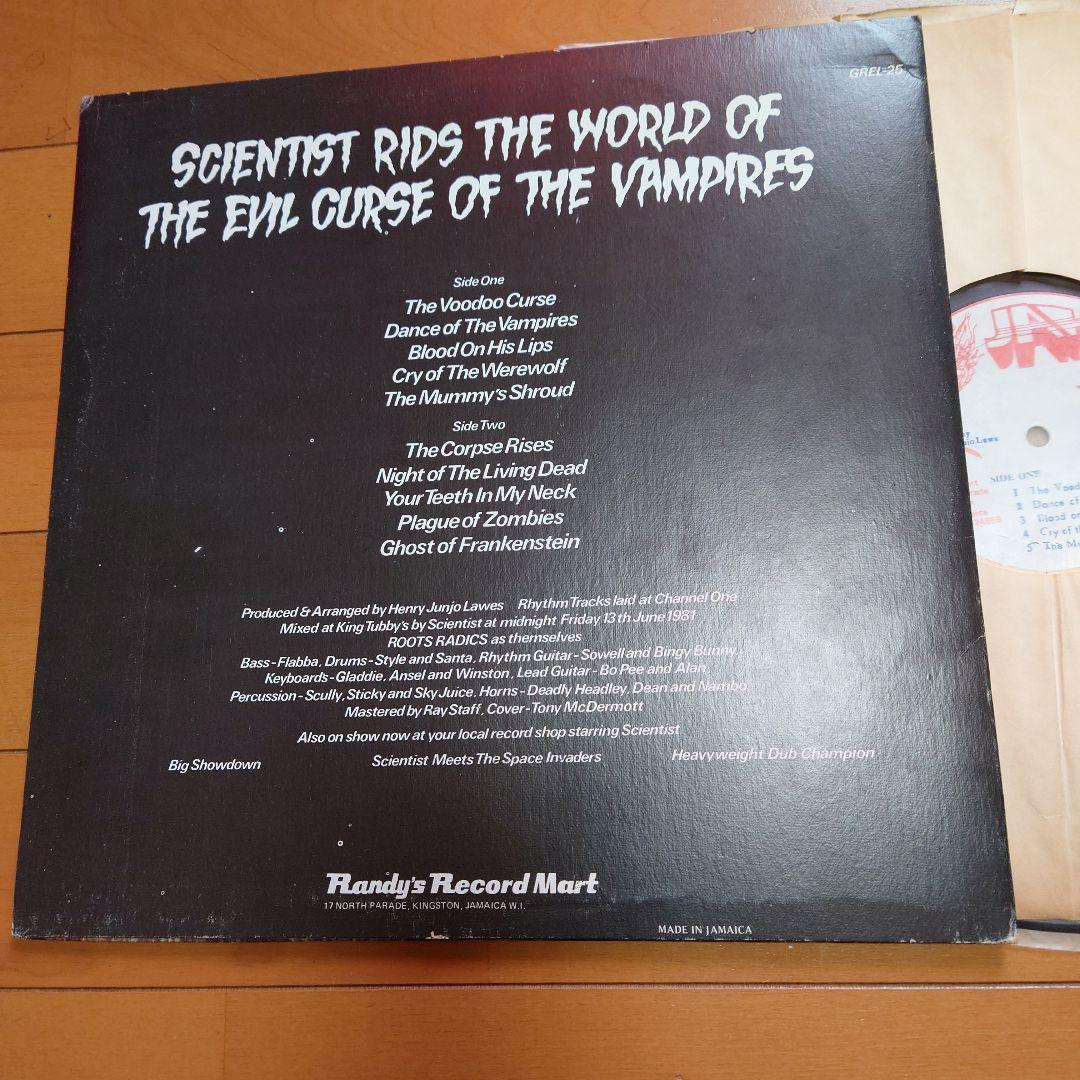 GREL-25
SCIENTIST RIDS THE WORLD OF
THE EVIL CURSE OF THE VAMPIRES
Side One
The Voodoo Curse
Dance of The Vampires
Blood On His Lips
Cry of The Werewolf
The Mummy's Shroud
Side Two
The Corpse Rises
Night of The Living Dead
Your Teeth In My Neck
Plague of Zombies
Ghost of Frankenstein
Produced & Arranged by Henry Junjo Lawes Rhythm Tracks laid at Channel One
Mixed at King Tubby's by Scientist at midnight Friday 13th June 1981
ROOTS RADICS as themselves
Bass-Flabba, Drums-Style and Santa, Rhythm Guitar-Sowell and Bingy Bunny,
Keyboards-Gladdie, Ansel and Winston, Lead Guitar-Bo Pee and Alan,
Percussion-Scully, Sticky and Sky Juice, Horns-Deadly Headley, Dean and Nambo
Mastered by Ray Staff, Cover-Tony McDermott
Also on show now at your local record shop starring Scientist
Big Showdown Scientist Meets The Space Invaders Heavyweight Dub Champion
Randy's Record Mart
17 NORTH PARADE, KINGSTON, JAMAICA W.I.
MADE IN JAMAICA
Lawes
SIDE ONE
1 The
2 Dance of
3 Blood on
4 Cry of
5 The